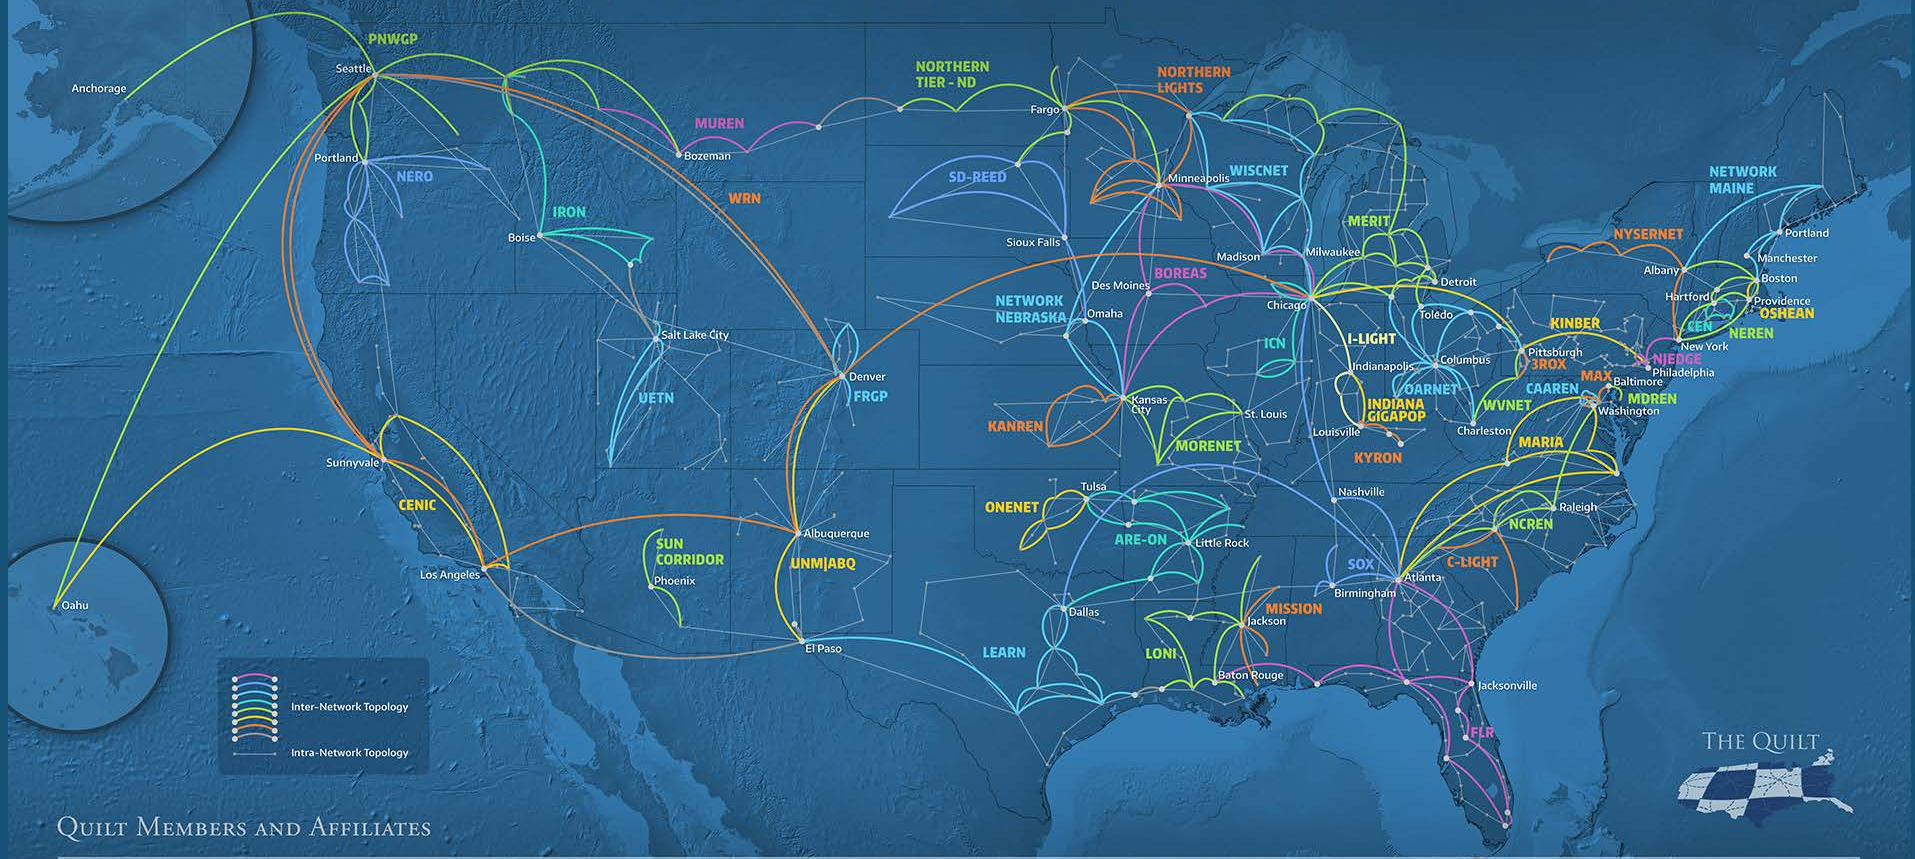 PNWGP
Seattle
Anchorage
NORTHERN
TIER - ND
NORTHERN
LIGHTS
Fargo
MUREN
Bozeman
Portland
NERO
SD-REED
Minneapolis
WISCNET
NETWORK
MAINE
WRN
IRON
Boise
Sioux Falls
MERIT
NYSERNET
Portland
Madison
Milwaukee
Manchester
Albany
BOREAS
Des Moines
Detroit
Boston
Hartford
Providence
OSHEAN
NETWORK
NEBRASKA
Omaha
Chicago
Toledo
KINBER
CEN
NEREN
Salt Lake City
ICN
I-LIGHT
New York
Pittsburgh
3ROX
NJEDGE
Philadelphia
Indianapolis
Columbus
Denver
FRGP
UETN
OARNET
CAAREN
MAX
Baltimore
MDREN
Washington
Kansas
City
St. Louis
INDIANA
GIGAPOP
WVNET
KANREN
Louisville
Charleston
MORENET
MARIA
KYRON
Sunnyvale
CENIC
Tulsa
Nashville
ONENET
Raleigh
NCREN
SUN
CORRIDOR
Albuquerque
ARE-ON
Little Rock
UNM|ABQ
SOX
C-LIGHT
Los Angeles
Phoenix
Atlanta
Birmingham
Oahu
Dallas
MISSION
Jackson
El Paso
LEARN
LONI
Baton Rouge
Jacksonville
Inter-Network Topology
FLR
Intra-Network Topology
THE QUILT
QUILT MEMBERS AND AFFILIATES